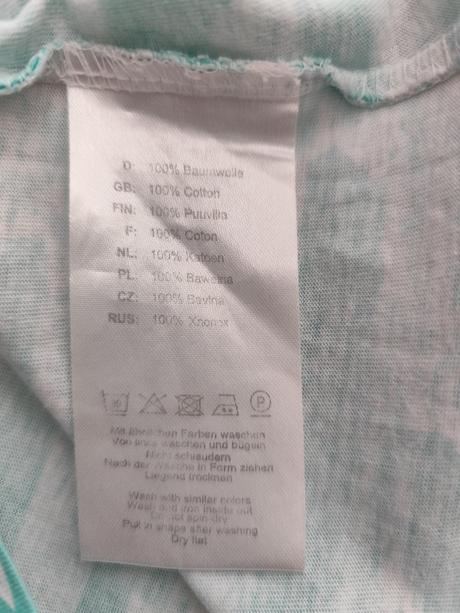 D: 100% Baumwolle
GB: 100% Cotton
FIN: 100% Puuvilla
F: 100% Coton
NL: 100% Katoen
PL: 100% Bawełna
CZ: 100% Bavlna
RUS: 100% Хлопок
P
Mit ähnlichen Farben waschen
Von links waschen und bügeln
Nicht schleudern
Nach der Wäsche in Form ziehen
Liegend trocknen
Wash with similar colors
Wash and iron inside out
Do not spin-dry
Pull in shape after washing
Dry flat